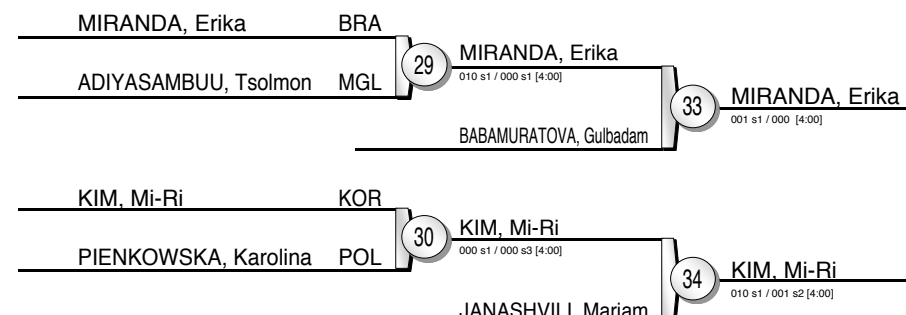 MIRANDA, Erika BRA
ADIYASAMBUU, Tsolmon MGL
29
MIRANDA, Erika
010 s1 / 000 s1 [4:00]
BABAMURATOVA, Gulbadam
33
MIRANDA, Erika
001 s1 / 000 [4:00]
KIM, Mi-Ri KOR
PIENKOWSKA, Karolina POL
30
KIM, Mi-Ri
000 s1 / 000 s3 [4:00]
JANASHVILI, Mariam
34
KIM, Mi-Ri
010 s1 / 001 s2 [4:00]